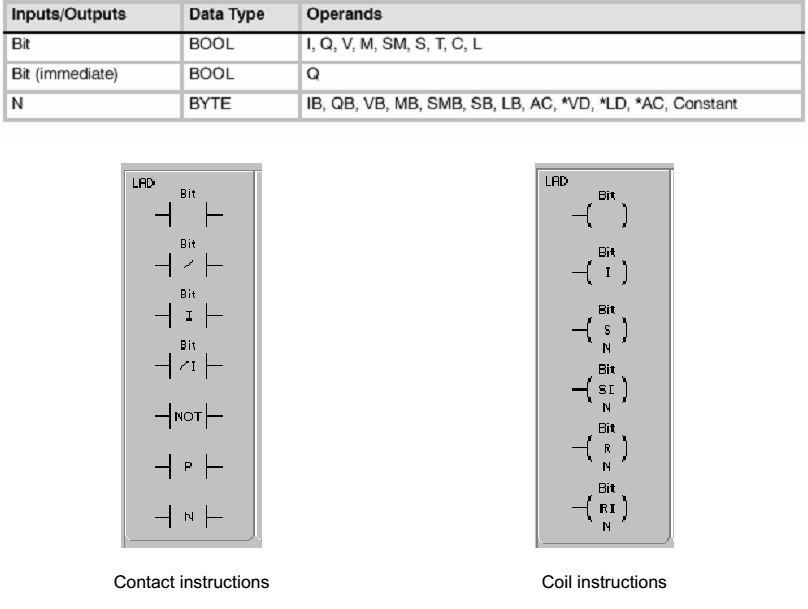 Inputs/Outputs Data Type Operands
Bit BOOL I, Q, V, M, SM, S, T, C, L
Bit (immediate) BOOL Q
N BYTE IB, QB, VB, MB, SMB, SB, LB, AC, *VD, *LD, *AC, Constant
LAD
Bit
Bit
/
Bit
I
Bit
/I
NOT
P
N
LAD
Bit
Bit
I
Bit
S
N
Bit
SI
N
Bit
R
N
Bit
RI
N
Contact instructions
Coil instructions